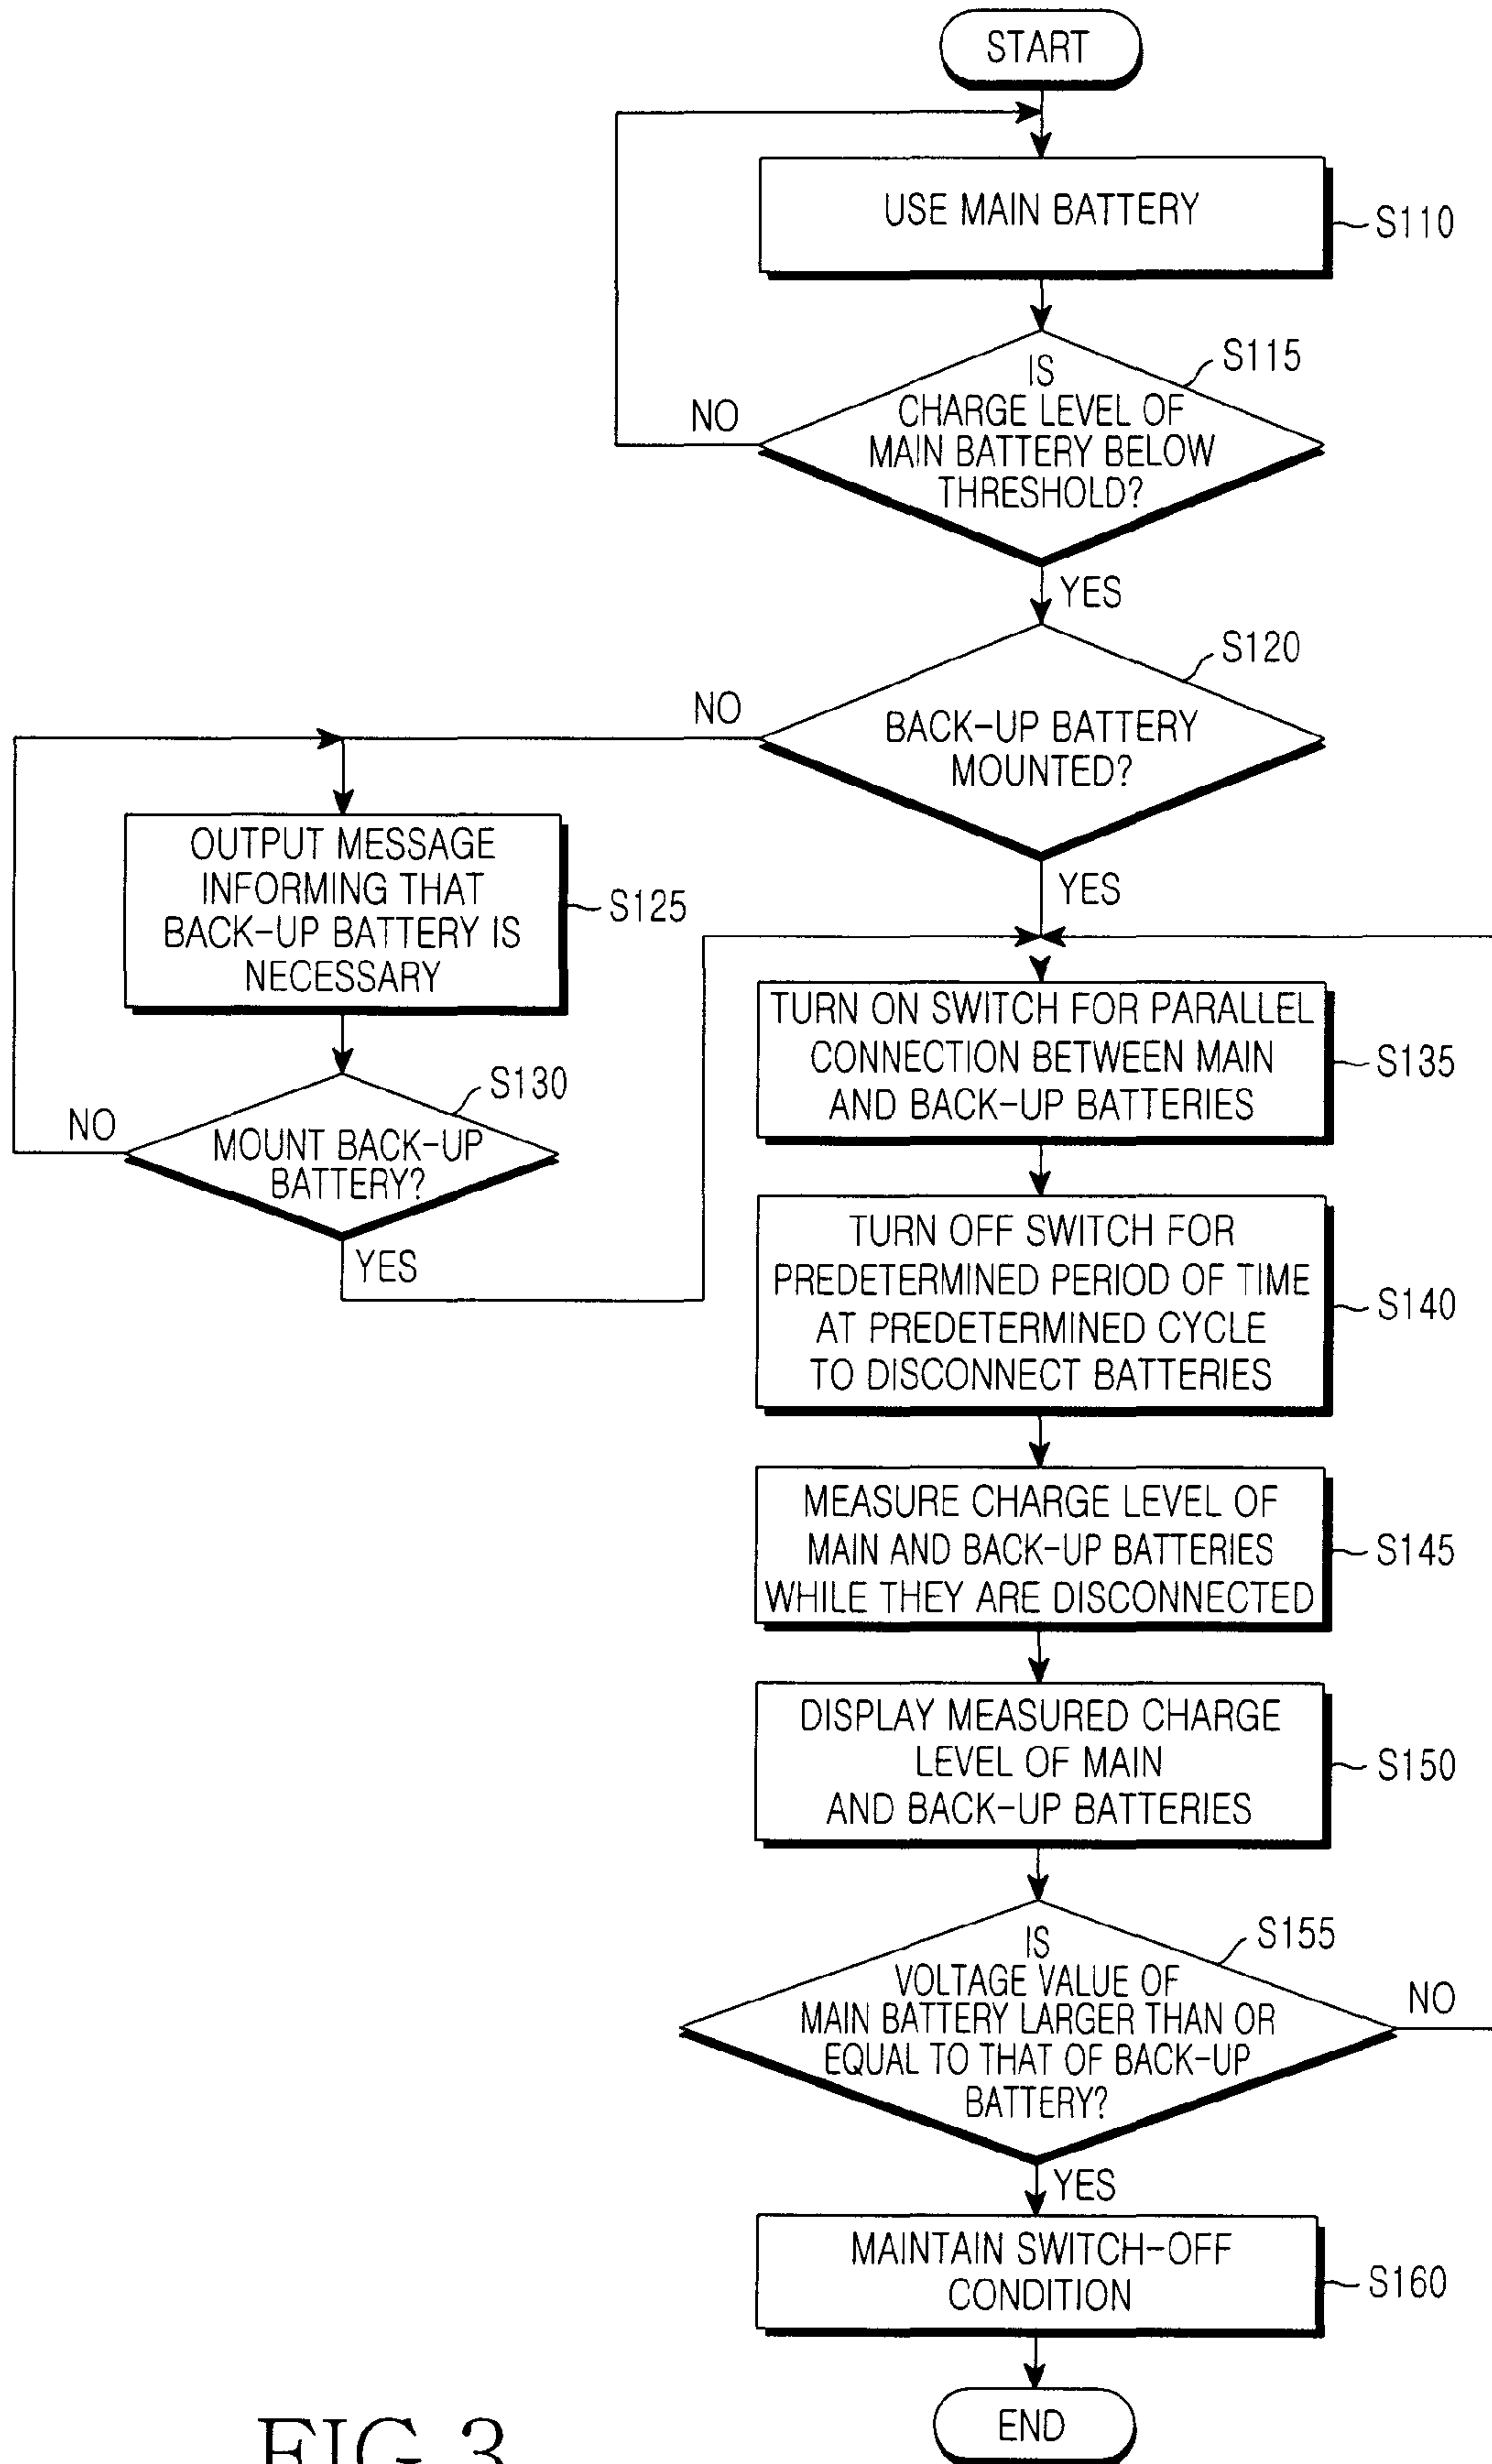 START
USE MAIN BATTERY
S110
S115
IS
CHARGE LEVEL OF
MAIN BATTERY BELOW
THRESHOLD?
NO
YES
S120
BACK-UP BATTERY
MOUNTED?
NO
YES
OUTPUT MESSAGE
INFORMING THAT
BACK-UP BATTERY IS
NECESSARY
S125
S130
MOUNT BACK-UP
BATTERY?
NO
YES
TURN ON SWITCH FOR PARALLEL
CONNECTION BETWEEN MAIN
AND BACK-UP BATTERIES
S135
TURN OFF SWITCH FOR
PREDETERMINED PERIOD OF TIME
AT PREDETERMINED CYCLE
TO DISCONNECT BATTERIES
S140
MEASURE CHARGE LEVEL OF
MAIN AND BACK-UP BATTERIES
WHILE THEY ARE DISCONNECTED
S145
DISPLAY MEASURED CHARGE
LEVEL OF MAIN
AND BACK-UP BATTERIES
S150
S155
IS
VOLTAGE VALUE OF
MAIN BATTERY LARGER THAN OR
EQUAL TO THAT OF BACK-UP
BATTERY?
NO
YES
MAINTAIN SWITCH-OFF
CONDITION
S160
END
FIG.3